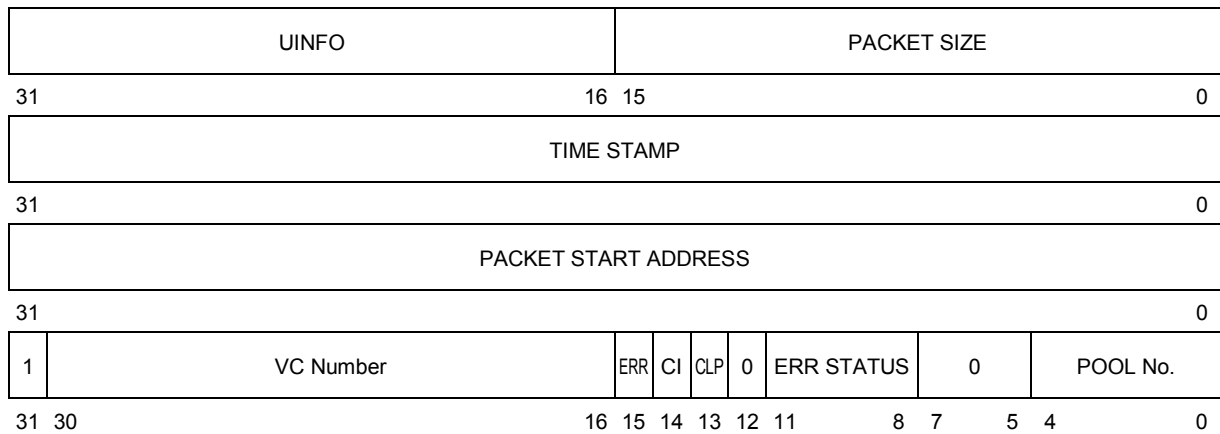 UINFO PACKET SIZE
31 16 15 0
TIME STAMP
31 0
PACKET START ADDRESS
31 0
1 VC Number ERR CI CLP 0 ERR STATUS 0 POOL No.
31 30 16 15 14 13 12 11 8 7 5 4 0